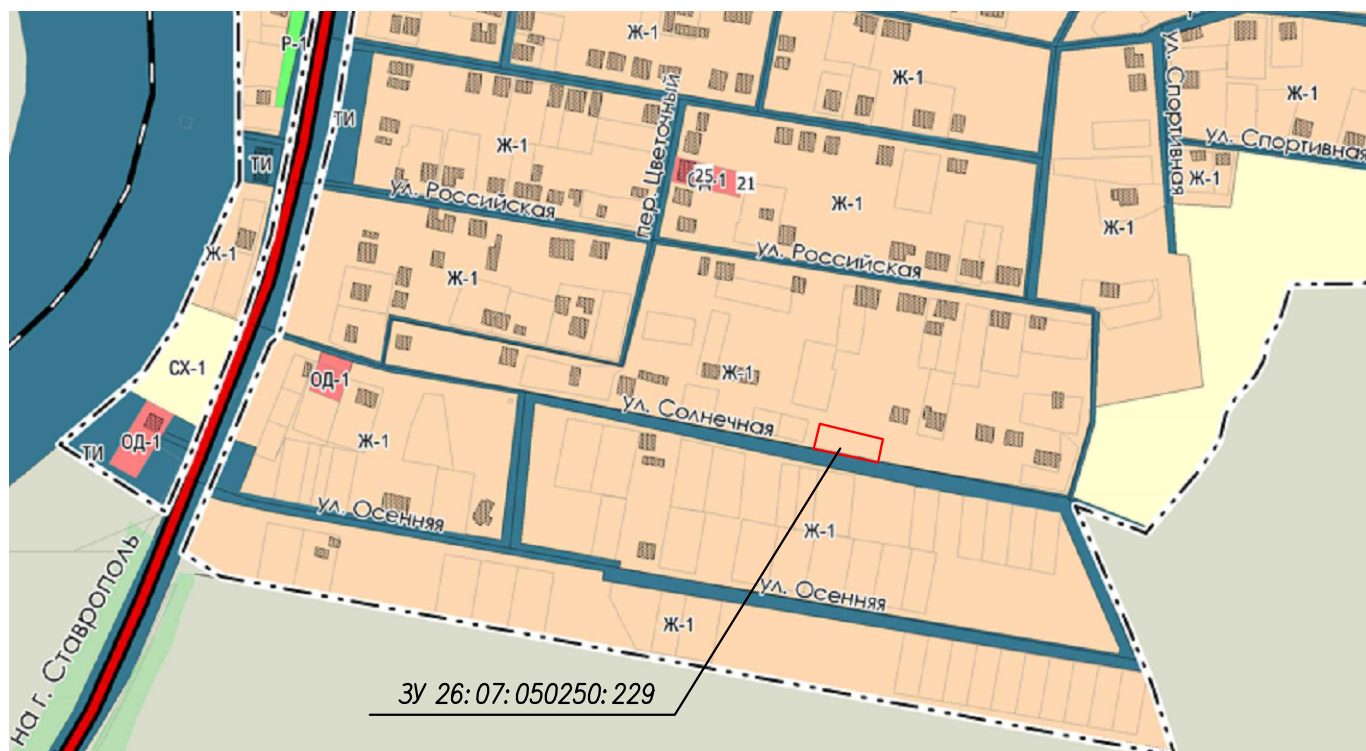 Ж-1
Р-1
Ж-1
ул. Спортивная
Ж-1
ТИ
пер. Цветочный
ул. Спортивная
Ж-1
ТИ
25
21
Ж-1
ул. Российская
Ж-1
Ж-1
Ж-1
ул. Российская
Ж-1
СХ-1
ОД-1
Ж-1
ул. Солнечная
ОД-1
Ж-1
ТИ
ул. Осенняя
Ж-1
ул. Осенняя
Ж-1
на г. Ставрополь
ЗУ 26:07:050250:229